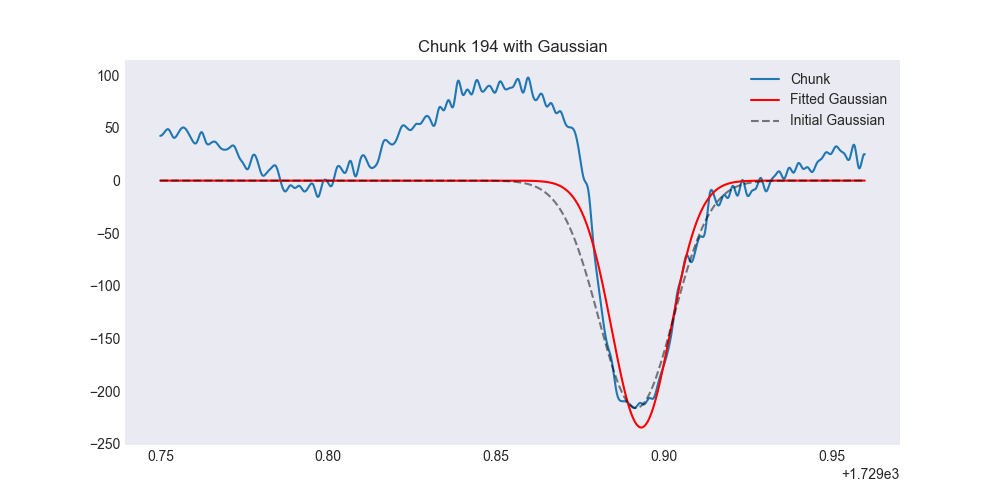 Chunk 194 with Gaussian
Chunk
Fitted Gaussian
Initial Gaussian
100
50
0
−50
−100
−150
−200
−250
0.75 0.80 0.85 0.90 0.95
+1.729e3